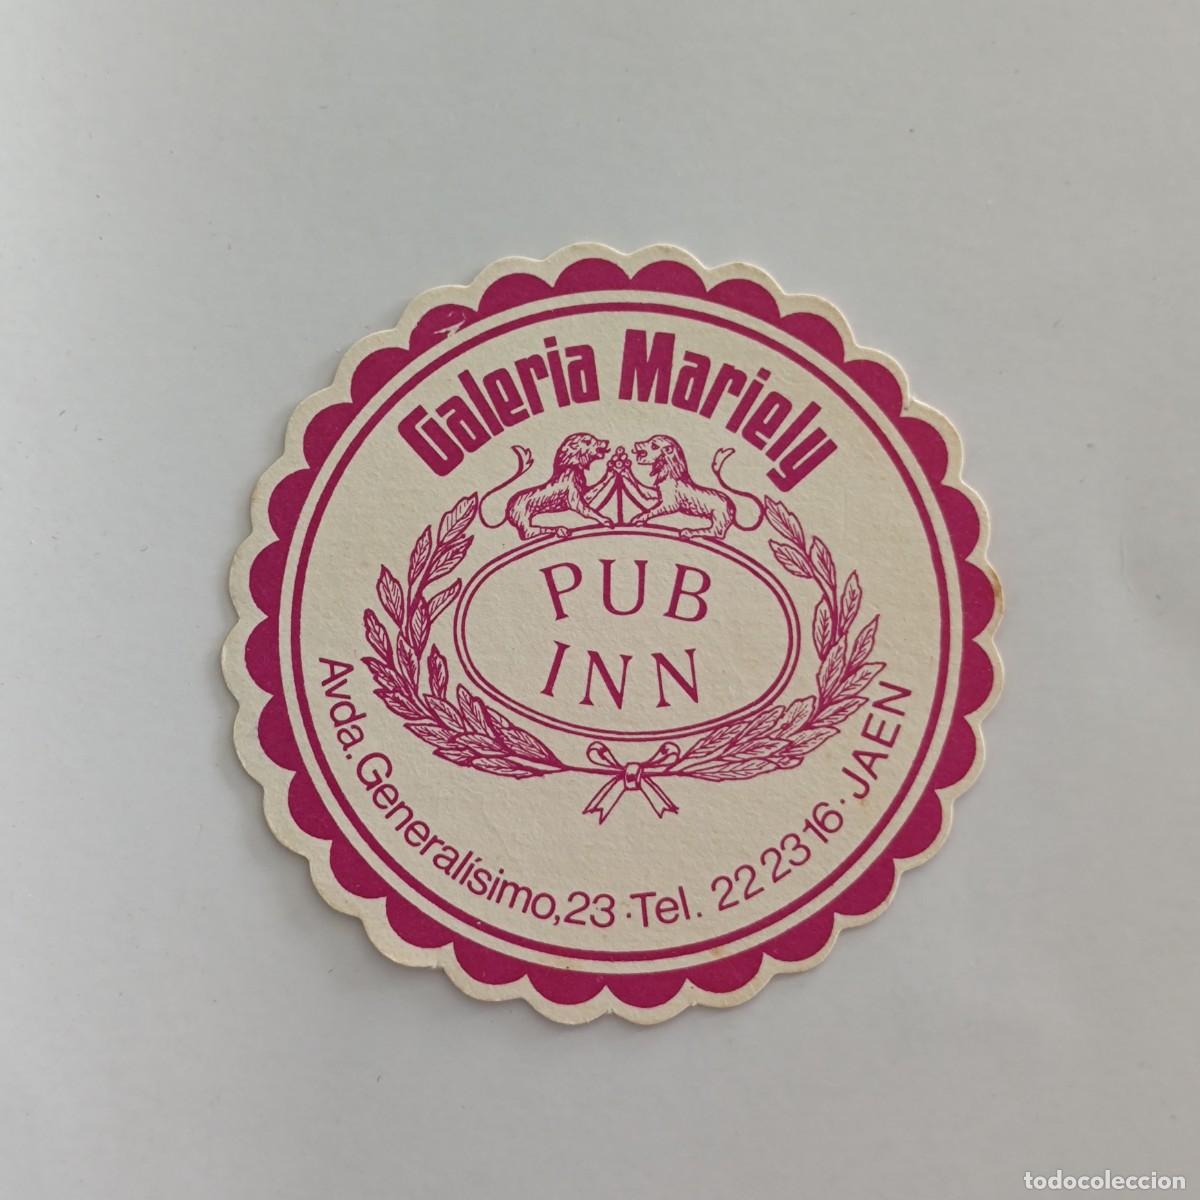 Galeria Mariely
PUB
INN
Avda. Generalísimo, 23 · Tel. 22 23 16 · JAEN
todocoleccion